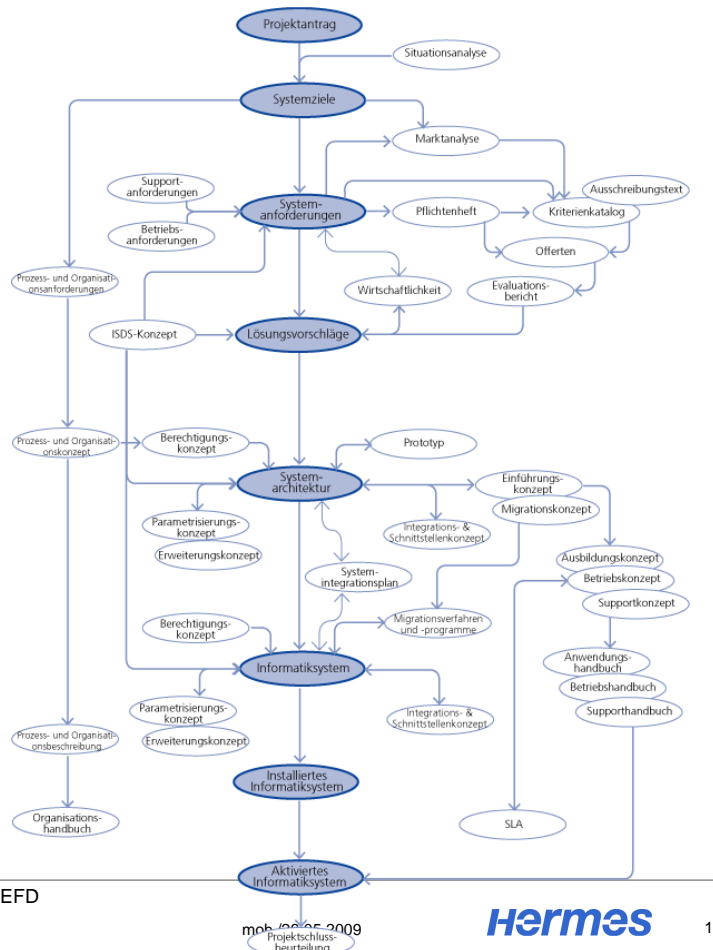 Projektantrag
Situationsanalyse
Systemziele
Marktanalyse
Support-
anforderungen
Ausschreibungstext
System-
anforderungen
Pflichtenheft
Kriterienkatalog
Betriebs-
anforderungen
Offerten
Prozess- und Organisati-
onsanforderungen
Wirtschaftlichkeit
Evaluations-
bericht
ISDS-Konzept
Lösungsvorschläge
Prozess- und Organisati-
onskonzept
Berechtigungs-
konzept
Prototyp
System-
architektur
Einführungs-
konzept
Migrationskonzept
Parametrisierungs-
konzept
Erweiterungskonzept
Integrations- &
Schnittstellenkonzept
Ausbildungskonzept
Betriebskonzept
Supportkonzept
System-
integrationsplan
Berechtigungs-
konzept
Migrationsverfahren
und -programme
Informatiksystem
Anwendungs-
handbuch
Betriebshandbuch
Supporthandbuch
Parametrisierungs-
konzept
Erweiterungskonzept
Integrations- &
Schnittstellenkonzept
Prozess- und Organisati-
onsbeschreibung
Installiertes
Informatiksystem
Organisations-
handbuch
SLA
Aktiviertes
Informatiksystem
EFD
Projektschluss-
beurteilung
Hermes
1